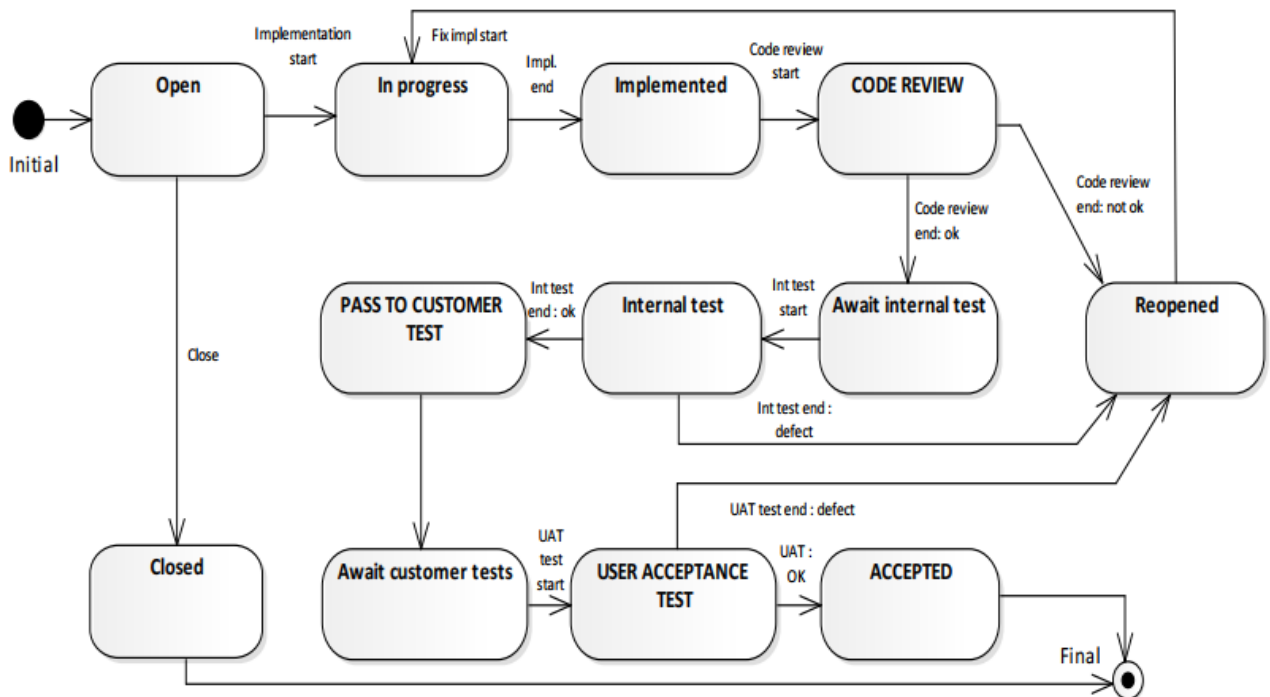 Implementation
start
Fix impl start
Impl.
end
Code review
start
Open
In progress
Implemented
CODE REVIEW
Initial
Code review
end: not ok
Code review
end: ok
PASS TO CUSTOMER
TEST
Int test
end : ok
Internal test
Int test
start
Await internal test
Reopened
Close
Int test end :
defect
UAT test end : defect
Closed
Await customer tests
UAT
test
start
USER ACCEPTANCE
TEST
UAT :
OK
ACCEPTED
Final